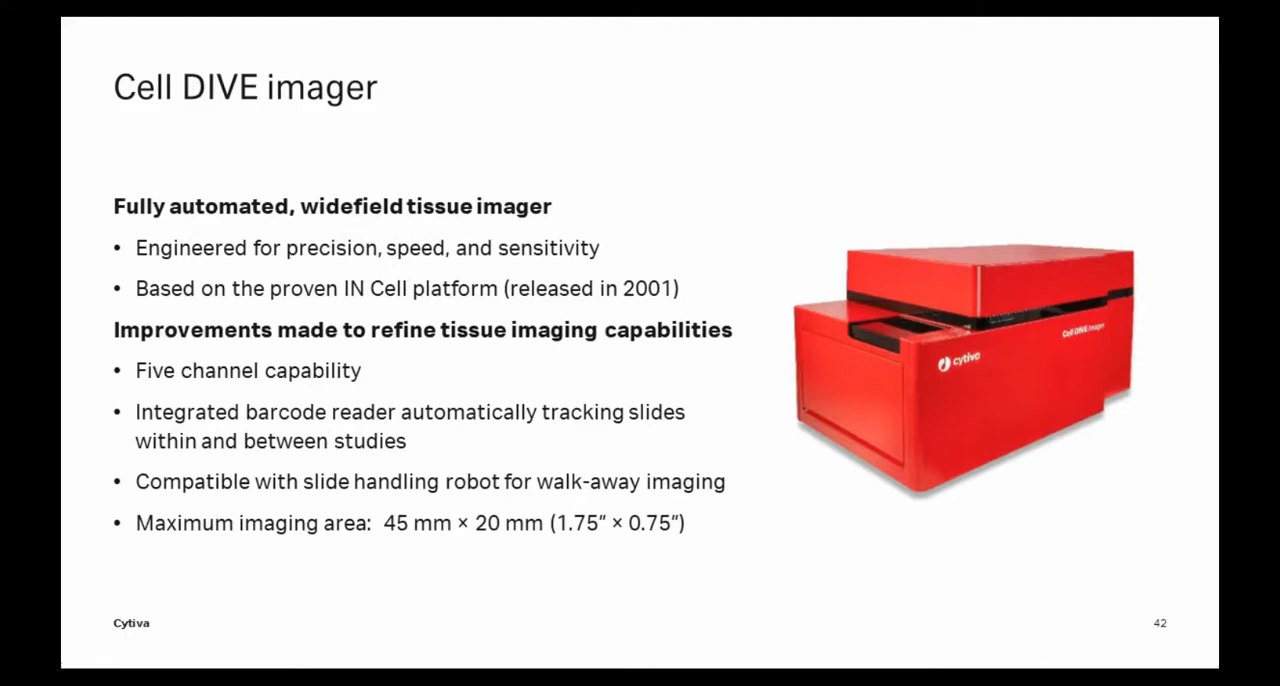 Cell DIVE imager
Fully automated, widefield tissue imager
• Engineered for precision, speed, and sensitivity
• Based on the proven IN Cell platform (released in 2001)
Improvements made to refine tissue imaging capabilities
• Five channel capability
• Integrated barcode reader automatically tracking slides
within and between studies
• Compatible with slide handling robot for walk-away imaging
• Maximum imaging area: 45 mm × 20 mm (1.75” × 0.75”)
Cell DIVE imager
cytiva
Cytiva
42